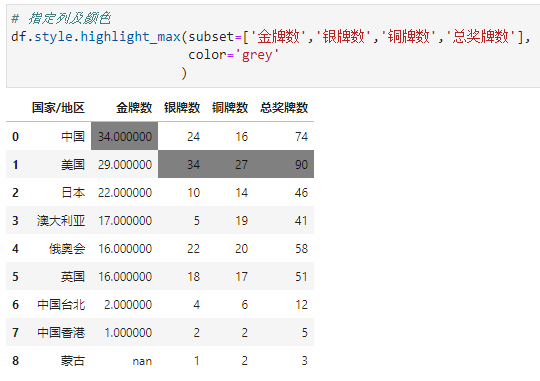 # 指定列及颜色
df.style.highlight_max(subset=['金牌数','银牌数','铜牌数','总奖牌数'],
color='grey'
)
国家/地区 金牌数 银牌数 铜牌数 总奖牌数
0 中国 34.000000 24 16 74
1 美国 29.000000 34 27 90
2 日本 22.000000 10 14 46
3 澳大利亚 17.000000 5 19 41
4 俄奥会 16.000000 22 20 58
5 英国 16.000000 18 17 51
6 中国台北 2.000000 4 6 12
7 中国香港 1.000000 2 2 5
8 蒙古 nan 1 2 3